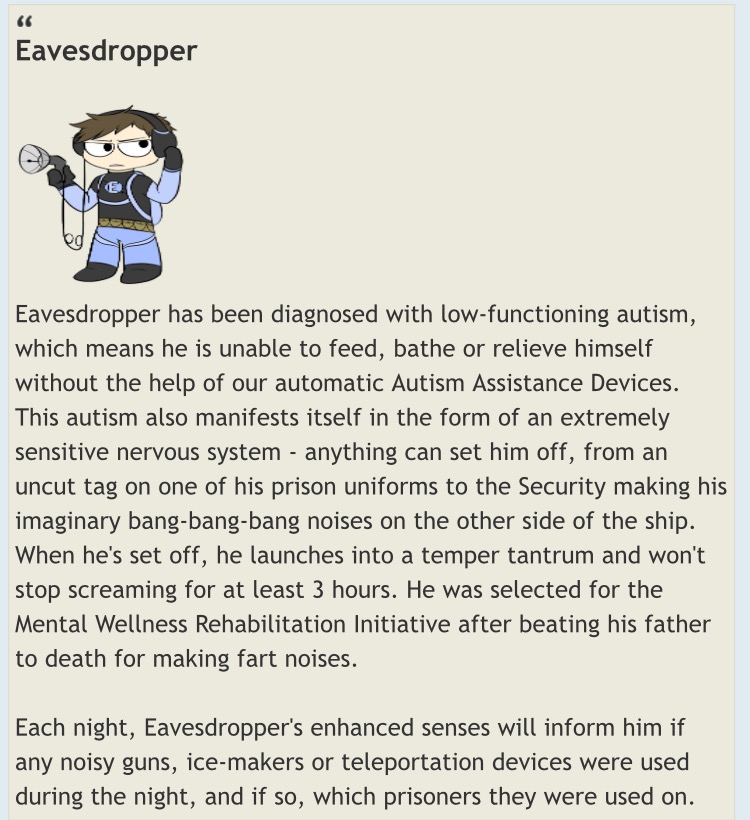 “
Eavesdropper
E
Eavesdropper has been diagnosed with low-functioning autism,
which means he is unable to feed, bathe or relieve himself
without the help of our automatic Autism Assistance Devices.
This autism also manifests itself in the form of an extremely
sensitive nervous system - anything can set him off, from an
uncut tag on one of his prison uniforms to the Security making his
imaginary bang-bang-bang noises on the other side of the ship.
When he's set off, he launches into a temper tantrum and won't
stop screaming for at least 3 hours. He was selected for the
Mental Wellness Rehabilitation Initiative after beating his father
to death for making fart noises.
Each night, Eavesdropper's enhanced senses will inform him if
any noisy guns, ice-makers or teleportation devices were used
during the night, and if so, which prisoners they were used on.